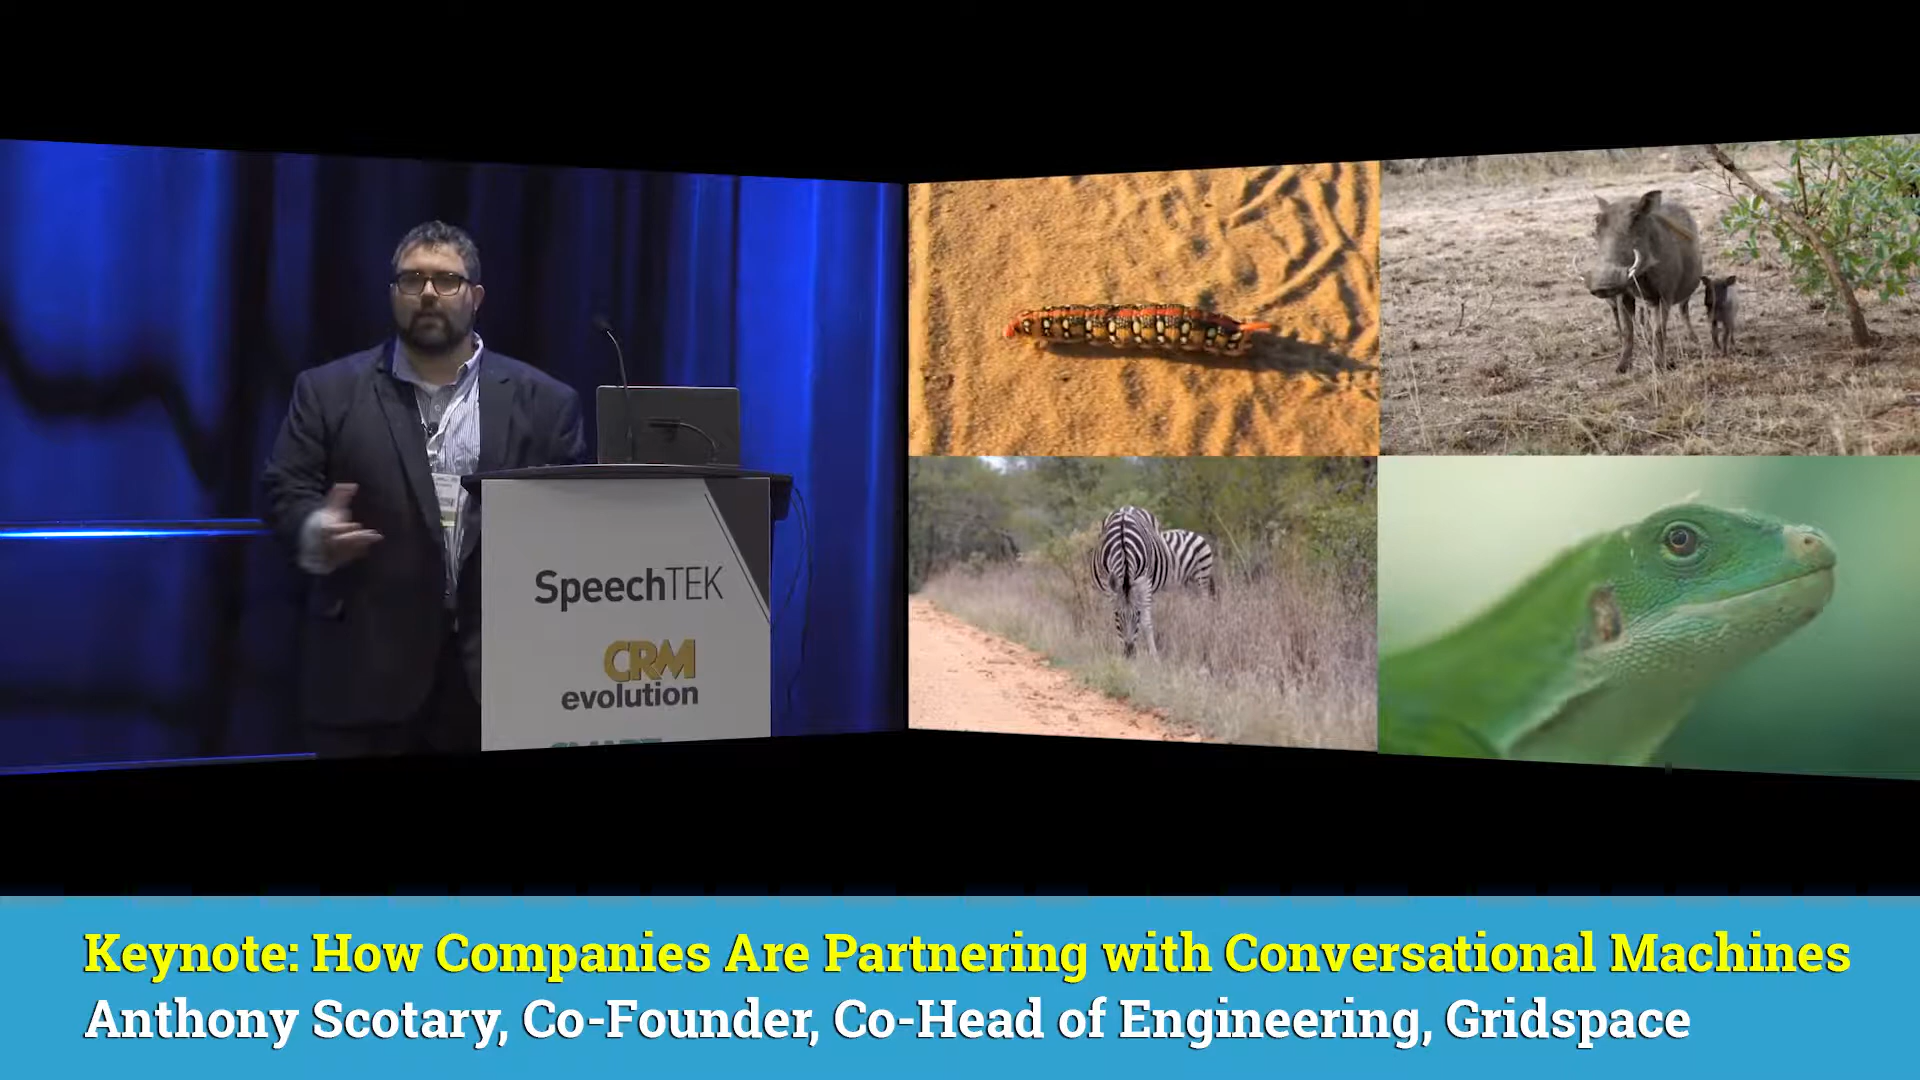 SpeechTEK
CRM
evolution
Keynote: How Companies Are Partnering with Conversational Machines
Anthony Scotary, Co-Founder, Co-Head of Engineering, Gridspace